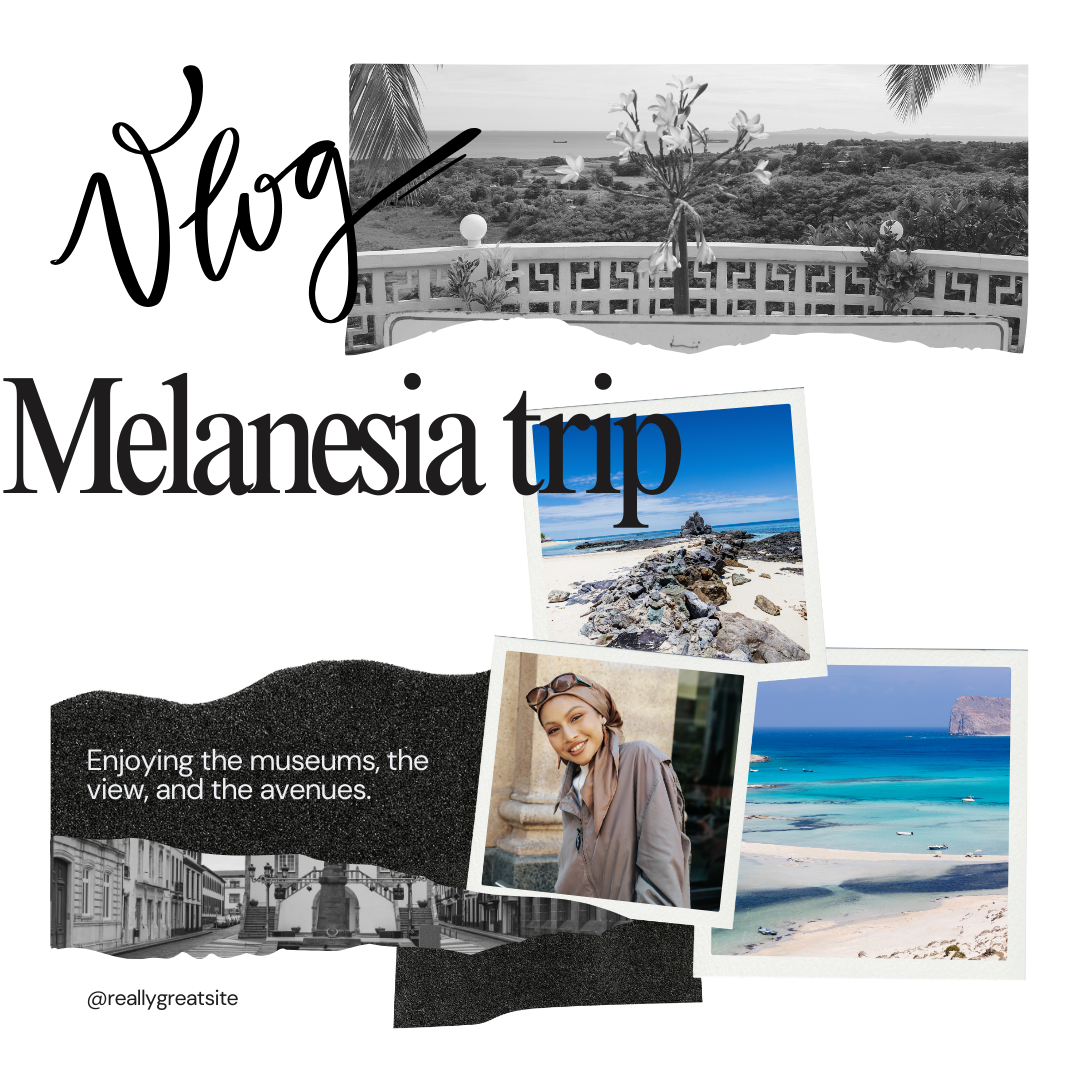 Vlog
Melanesia trip
Enjoying the museums, the
view, and the avenues.
@reallygreatsite